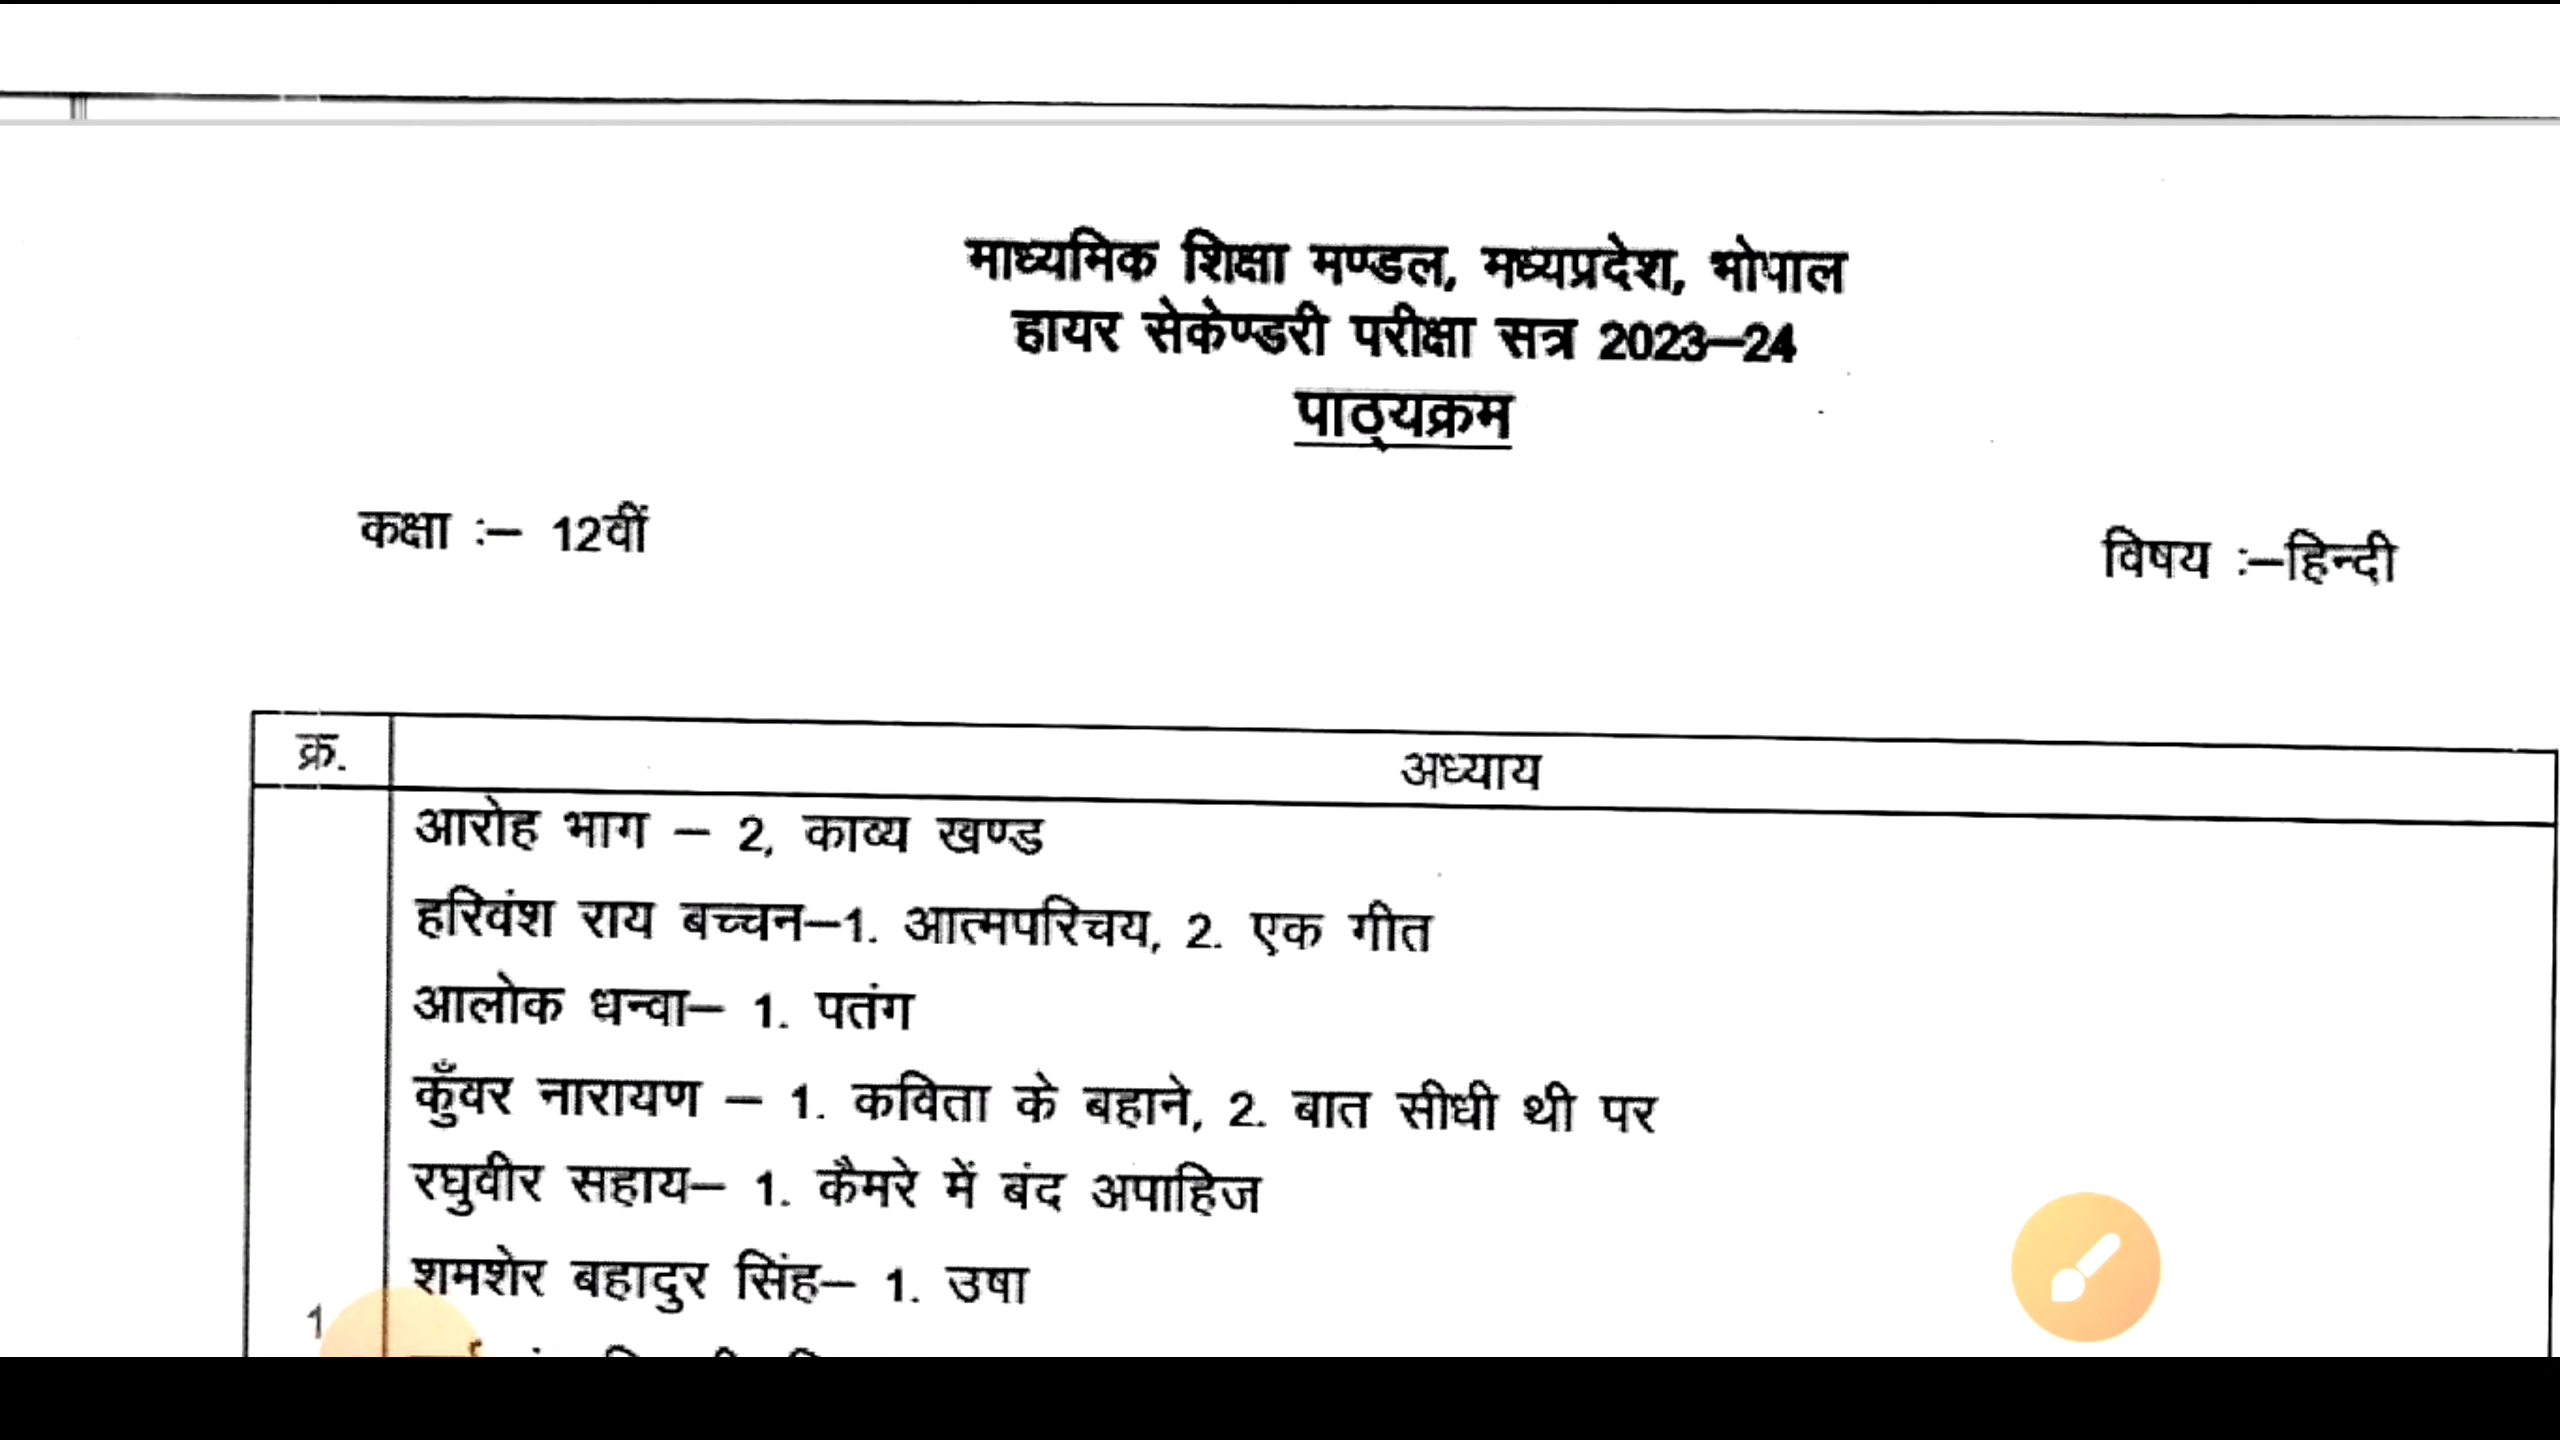 माध्यमिक शिक्षा मण्डल, मध्यप्रदेश, भोपाल
हायर सेकेण्डरी परीक्षा सत्र 2023–24
पाठ्यक्रम
कक्षा :– 12वीं
विषय :–हिन्दी
क्र.
अध्याय
आरोह भाग – 2, काव्य खण्ड
हरिवंश राय बच्चन–1. आत्मपरिचय, 2. एक गीत
आलोक धन्वा– 1. पतंग
कुँवर नारायण – 1. कविता के बहाने, 2. बात सीधी थी पर
रघुवीर सहाय– 1. कैमरे में बंद अपाहिज
शमशेर बहादुर सिंह– 1. उषा
1